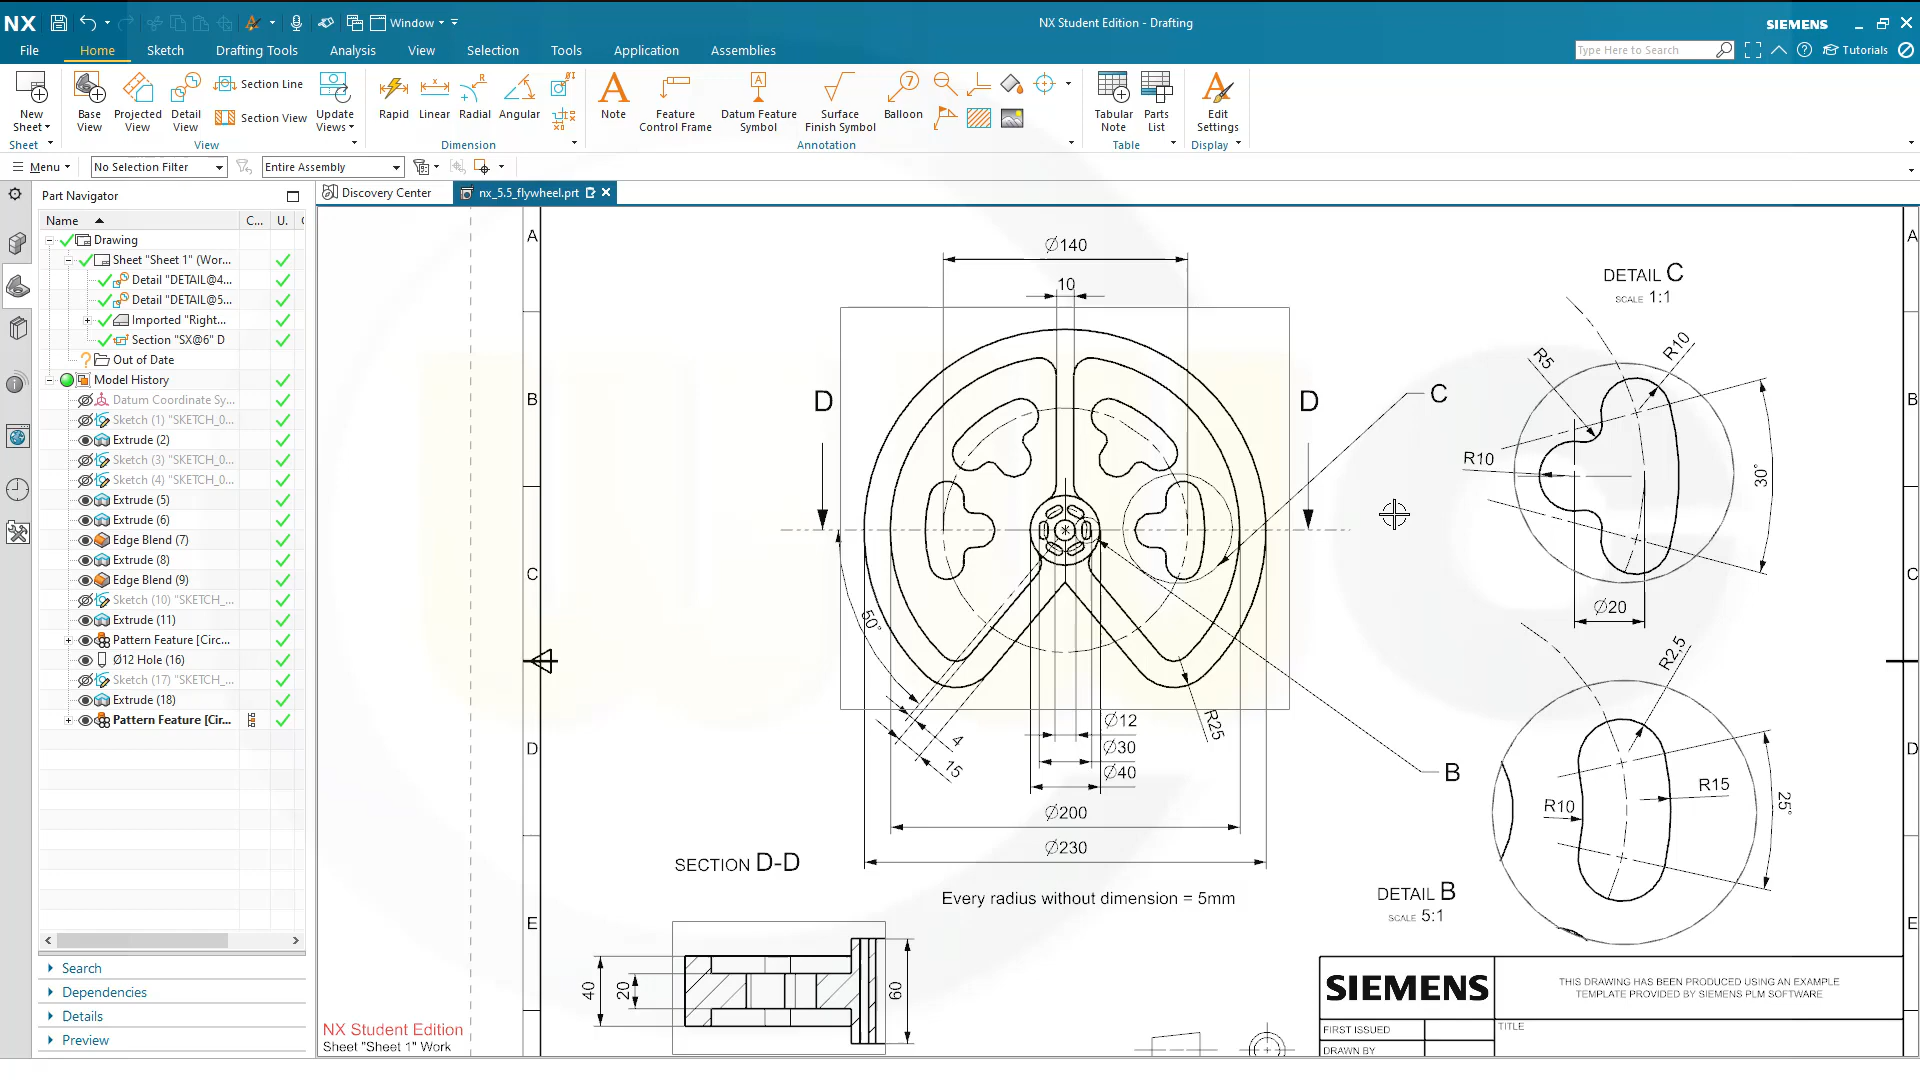 NX
Window
NX Student Edition - Drafting
SIEMENS
File
Home
Sketch
Drafting Tools
Analysis
View
Selection
Tools
Application
Assemblies
Type Here to Search
Tutorials
New Sheet
Base View
Projected View
Detail View
Section Line
Section View
Update Views
Rapid
Linear
Radial
Angular
Note
Feature Control Frame
Datum Feature Symbol
Surface Finish Symbol
Balloon
Tabular Note
Parts List
Edit Settings
Sheet
View
Dimension
Annotation
Table
Display
Menu
No Selection Filter
Entire Assembly
Part Navigator
Discovery Center
nx_5.5_flywheel.prt
Name
C...
U.
Drawing
Sheet "Sheet 1" (Wor...
Detail "DETAIL@4...
Detail "DETAIL@5...
Imported "Right...
Section "SX@6" D
Out of Date
Model History
Datum Coordinate Sy...
Sketch (1) "SKETCH_0...
Extrude (2)
Sketch (3) "SKETCH_0...
Sketch (4) "SKETCH_0...
Extrude (5)
Extrude (6)
Edge Blend (7)
Extrude (8)
Edge Blend (9)
Sketch (10) "SKETCH_...
Extrude (11)
Pattern Feature [Circ...
Ø12 Hole (16)
Sketch (17) "SKETCH_...
Extrude (18)
Pattern Feature [Cir...
Search
Dependencies
Details
Preview
A
B
C
D
E
Ø140
10
D
D
C
B
50°
4
15
R25
Ø12
Ø30
Ø40
Ø200
Ø230
Every radius without dimension = 5mm
SECTION D-D
40
20
60
DETAIL C
SCALE 1:1
R5
R10
R10
30°
Ø20
R2,5
R10
R15
25°
DETAIL B
SCALE 5:1
A
B
C
D
E
SIEMENS
THIS DRAWING HAS BEEN PRODUCED USING AN EXAMPLE
TEMPLATE PROVIDED BY SIEMENS PLM SOFTWARE
FIRST ISSUED
TITLE
DRAWN BY
NX Student Edition
Sheet "Sheet 1" Work